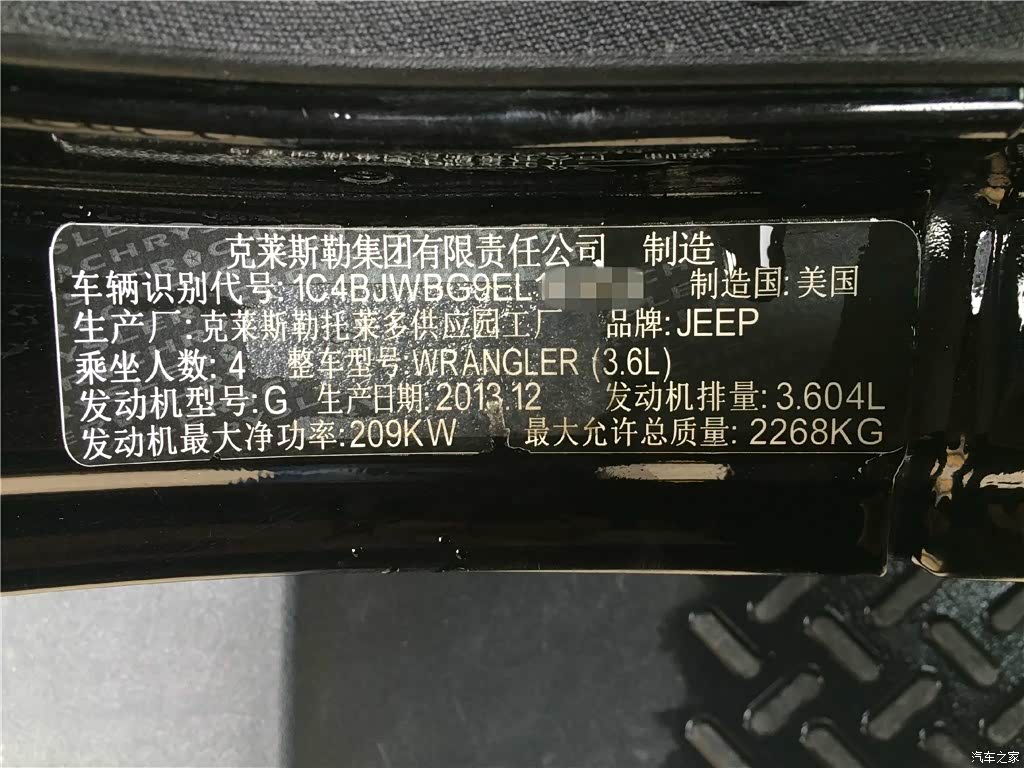 克莱斯勒集团有限责任公司 制造
车辆识别代号: 1C4BJWBG9EL1 制造国: 美国
生产厂: 克莱斯勒托莱多供应园工厂 品牌: JEEP
乘坐人数: 4 整车型号: WRANGLER (3.6L)
发动机型号: G 生产日期: 2013.12 发动机排量: 3.604L
发动机最大净功率: 209KW 最大允许总质量: 2268KG
汽车之家